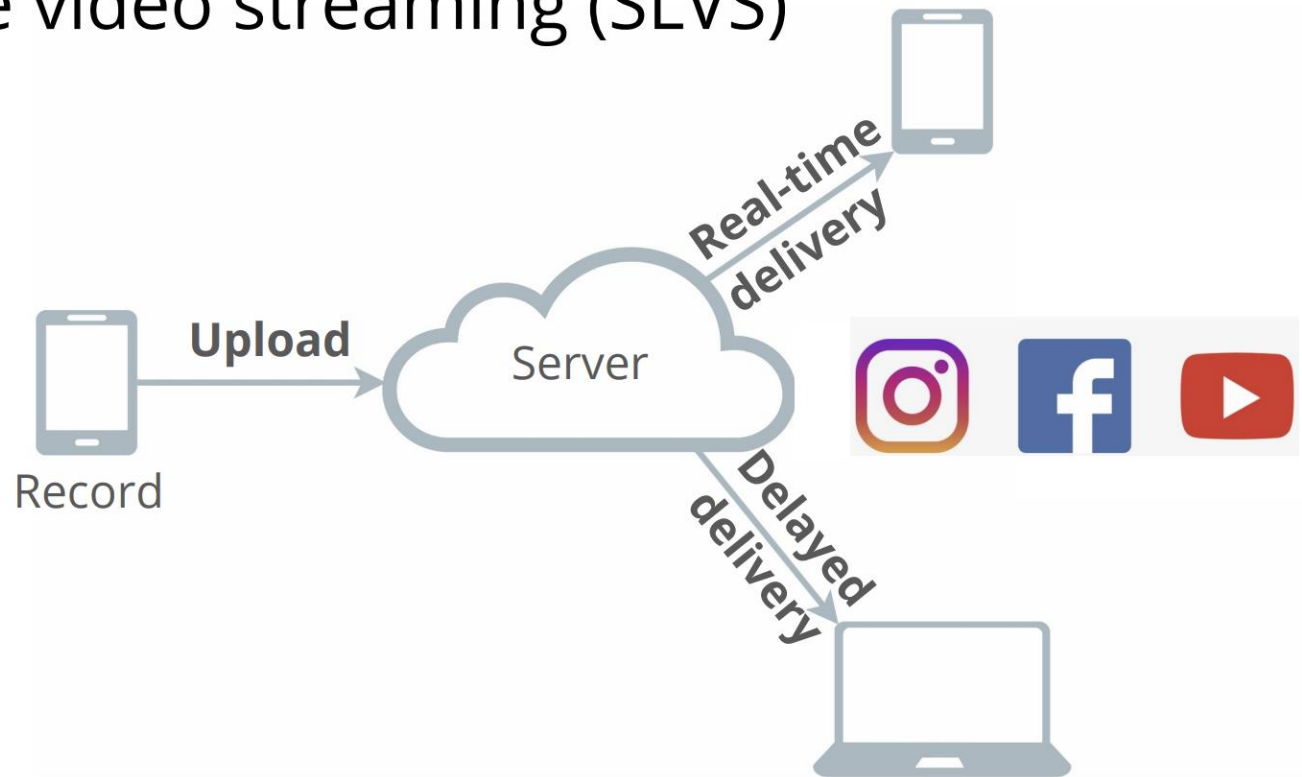 e video streaming (SLVS)
Real-time
delivery
Upload
Server
Record
Delayed
delivery